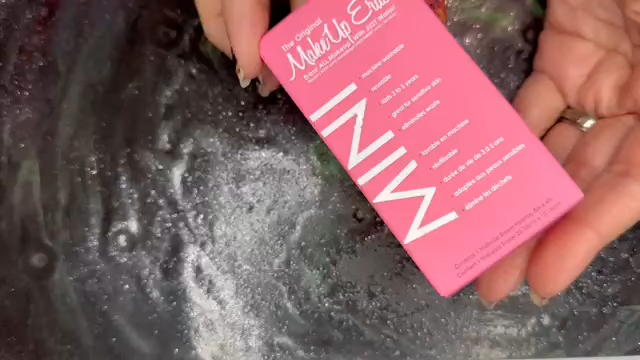 The Original
MakeUp Eraser
Erase All Makeup With JUST Water!
MINI
• machine washable
• reusable
• lasts 3 to 5 years
• great for sensitive skin
• eliminates waste
• lavable en machine
• réutilisable
• durée de vie de 3 à 5 ans
• adaptée aux peaux sensibles
• élimine les déchets